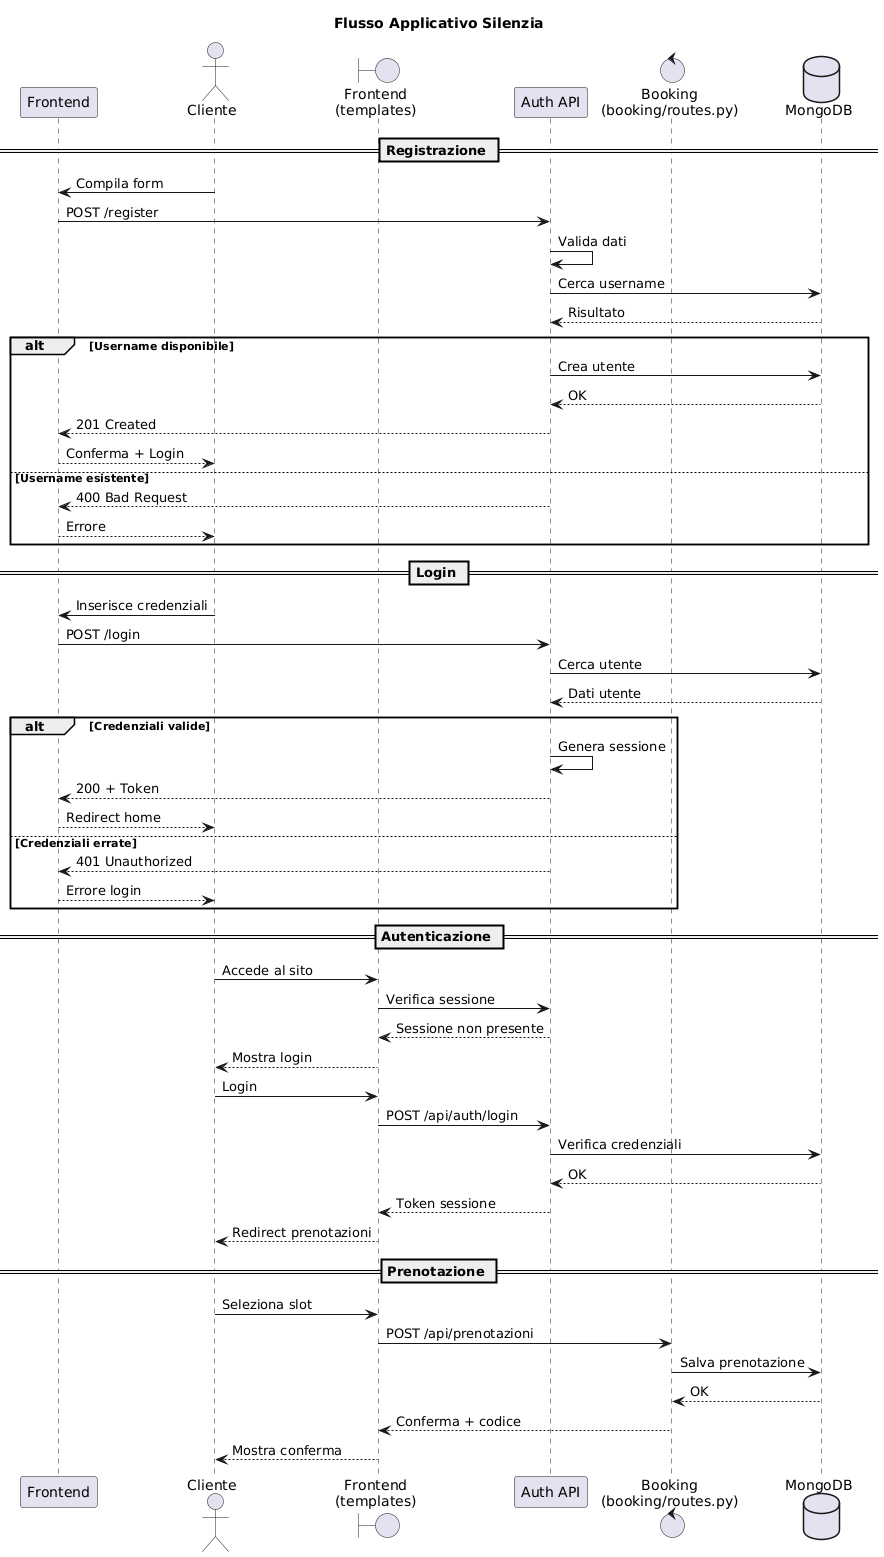 Flusso Applicativo Silenzia
Frontend
Cliente
Frontend
(templates)
Auth API
Booking
(booking/routes.py)
MongoDB
Registrazione
Compila form
POST /register
Valida dati
Cerca username
Risultato
alt [Username disponibile]
Crea utente
OK
201 Created
Conferma + Login
[Username esistente]
400 Bad Request
Errore
Login
Inserisce credenziali
POST /login
Cerca utente
Dati utente
alt [Credenziali valide]
Genera sessione
200 + Token
Redirect home
[Credenziali errate]
401 Unauthorized
Errore login
Autenticazione
Accede al sito
Verifica sessione
Sessione non presente
Mostra login
Login
POST /api/auth/login
Verifica credenziali
OK
Token sessione
Redirect prenotazioni
Prenotazione
Seleziona slot
POST /api/prenotazioni
Salva prenotazione
OK
Conferma + codice
Mostra conferma
Frontend
Cliente
Frontend
(templates)
Auth API
Booking
(booking/routes.py)
MongoDB